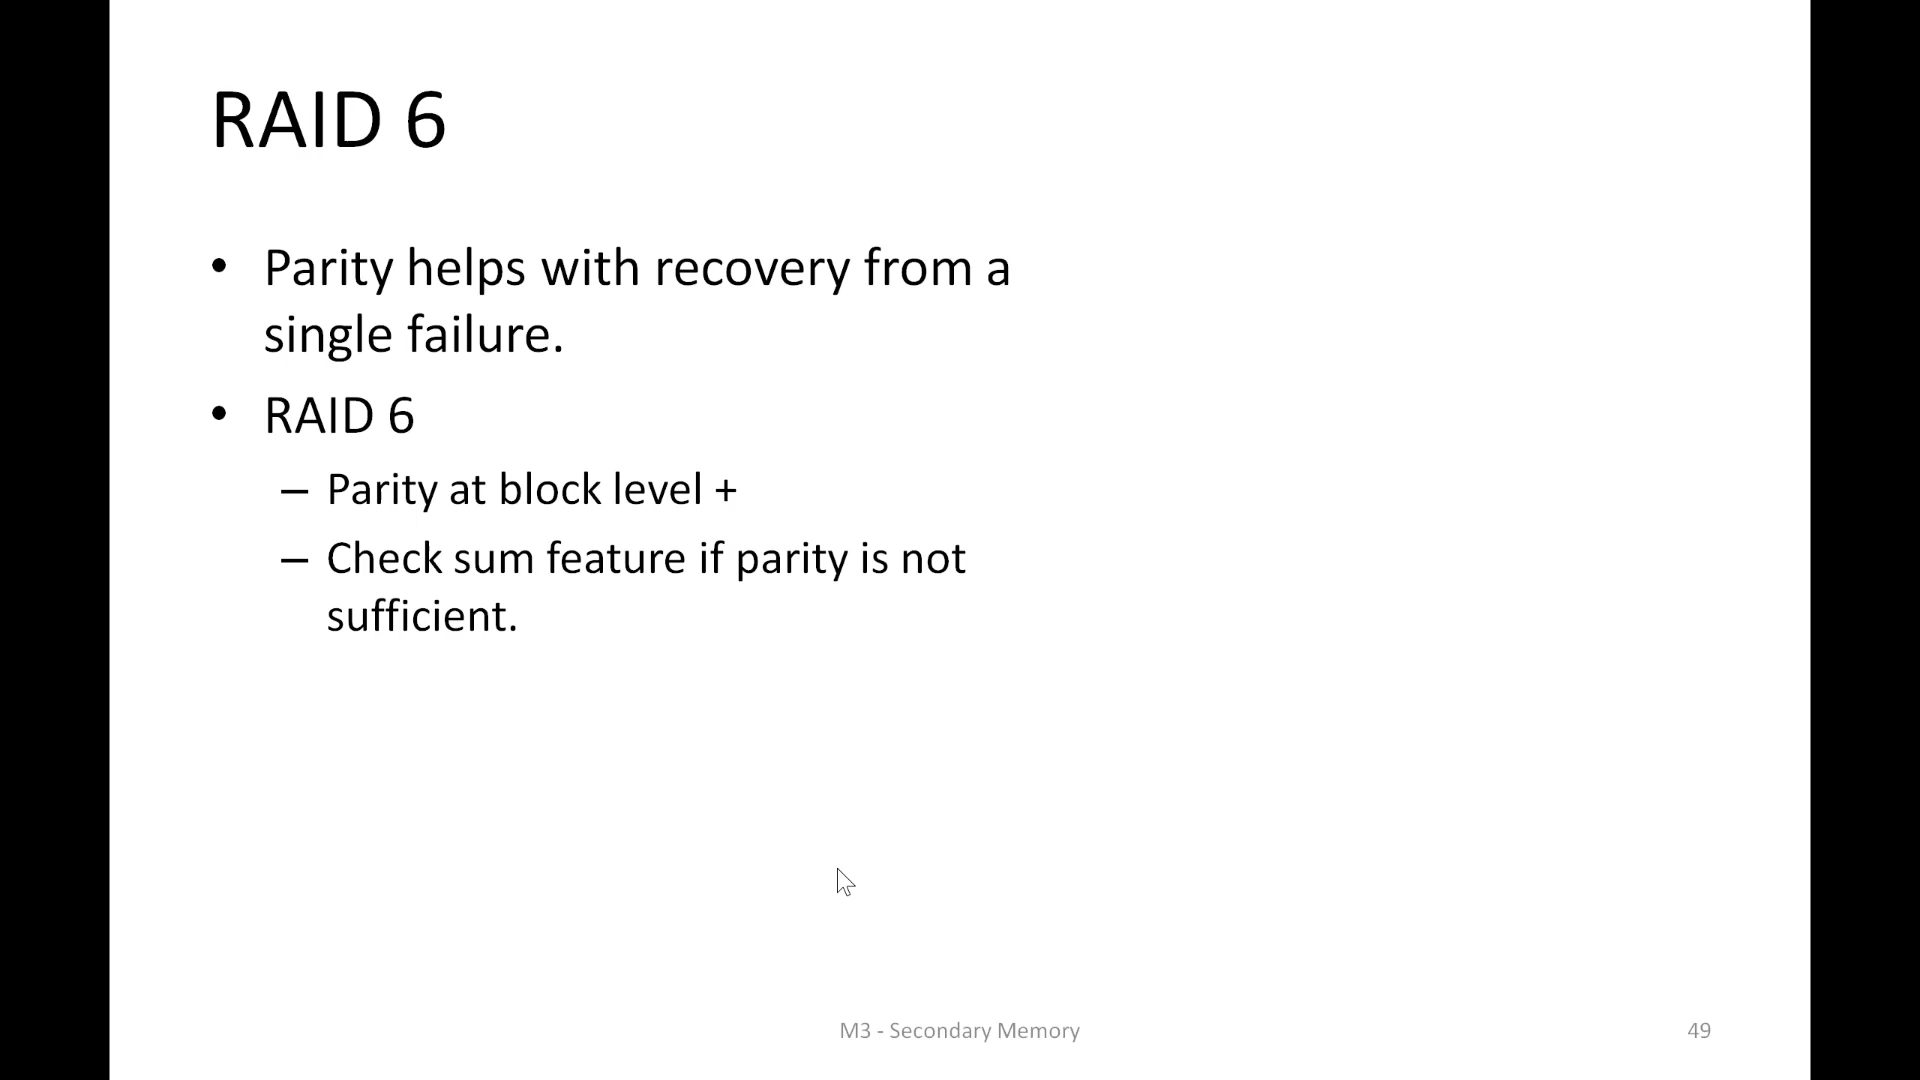 RAID 6
• Parity helps with recovery from a
single failure.
• RAID 6
– Parity at block level +
– Check sum feature if parity is not
sufficient.
M3 - Secondary Memory
49